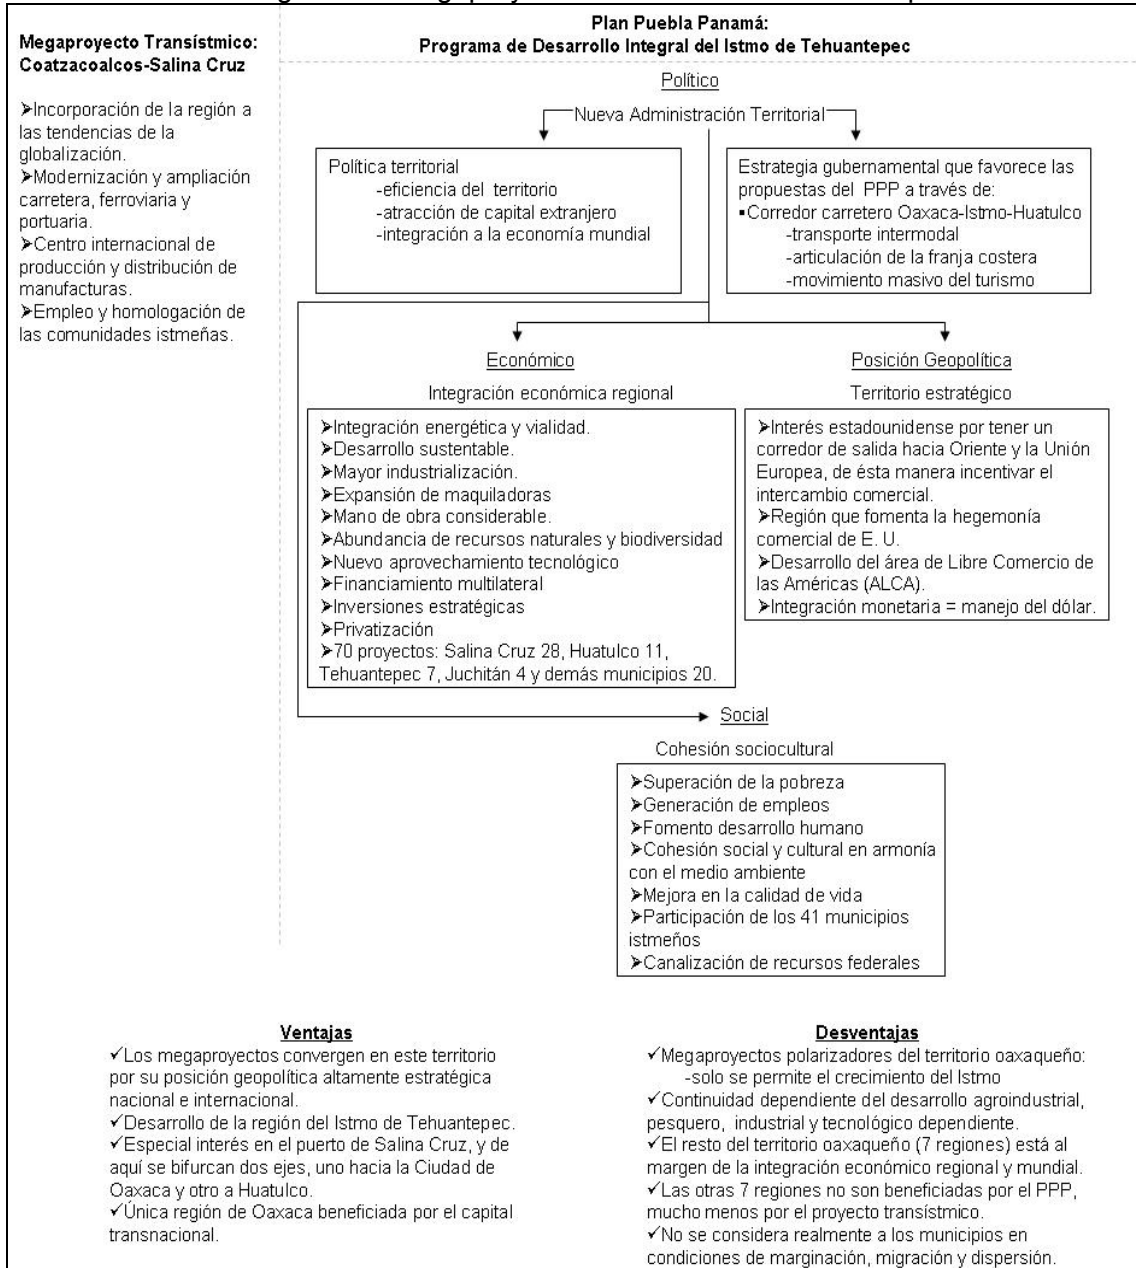 Plan Puebla Panamá:
Programa de Desarrollo Integral del Istmo de Tehuantepec
Megaproyecto Transístmico:
Coatzacoalcos-Salina Cruz
➢Incorporación de la región a
las tendencias de la
globalización.
➢Modernización y ampliación
carretera, ferroviaria y
portuaria.
➢Centro internacional de
producción y distribución de
manufacturas.
➢Empleo y homologación de
las comunidades istmeñas.
Político
Nueva Administración Territorial
Política territorial
-eficiencia del territorio
-atracción de capital extranjero
-integración a la economía mundial
Estrategia gubernamental que favorece las
propuestas del PPP a través de:
▪Corredor carretero Oaxaca-Istmo-Huatulco
-transporte intermodal
-articulación de la franja costera
-movimiento masivo del turismo
Económico
Integración económica regional
➢Integración energética y vialidad.
➢Desarrollo sustentable.
➢Mayor industrialización.
➢Expansión de maquiladoras
➢Mano de obra considerable.
➢Abundancia de recursos naturales y biodiversidad
➢Nuevo aprovechamiento tecnológico
➢Financiamiento multilateral
➢Inversiones estratégicas
➢Privatización
➢70 proyectos: Salina Cruz 28, Huatulco 11,
Tehuantepec 7, Juchitán 4 y demás municipios 20.
Posición Geopolítica
Territorio estratégico
➢Interés estadounidense por tener un
corredor de salida hacia Oriente y la Unión
Europea, de ésta manera incentivar el
intercambio comercial.
➢Región que fomenta la hegemonía
comercial de E. U.
➢Desarrollo del área de Libre Comercio de
las Américas (ALCA).
➢Integración monetaria = manejo del dólar.
Social
Cohesión sociocultural
➢Superación de la pobreza
➢Generación de empleos
➢Fomento desarrollo humano
➢Cohesión social y cultural en armonía
con el medio ambiente
➢Mejora en la calidad de vida
➢Participación de los 41 municipios
istmeños
➢Canalización de recursos federales
Ventajas
✓Los megaproyectos convergen en este territorio
por su posición geopolítica altamente estratégica
nacional e internacional.
✓Desarrollo de la región del Istmo de Tehuantepec.
✓Especial interés en el puerto de Salina Cruz, y de
aquí se bifurcan dos ejes, uno hacia la Ciudad de
Oaxaca y otro a Huatulco.
✓Única región de Oaxaca beneficiada por el capital
transnacional.
Desventajas
✓Megaproyectos polarizadores del territorio oaxaqueño:
-solo se permite el crecimiento del Istmo
✓Continuidad dependiente del desarrollo agroindustrial,
pesquero, industrial y tecnológico dependiente.
✓El resto del territorio oaxaqueño (7 regiones) está al
margen de la integración económico regional y mundial.
✓Las otras 7 regiones no son beneficiadas por el PPP,
mucho menos por el proyecto transístmico.
✓No se considera realmente a los municipios en
condiciones de marginación, migración y dispersión.